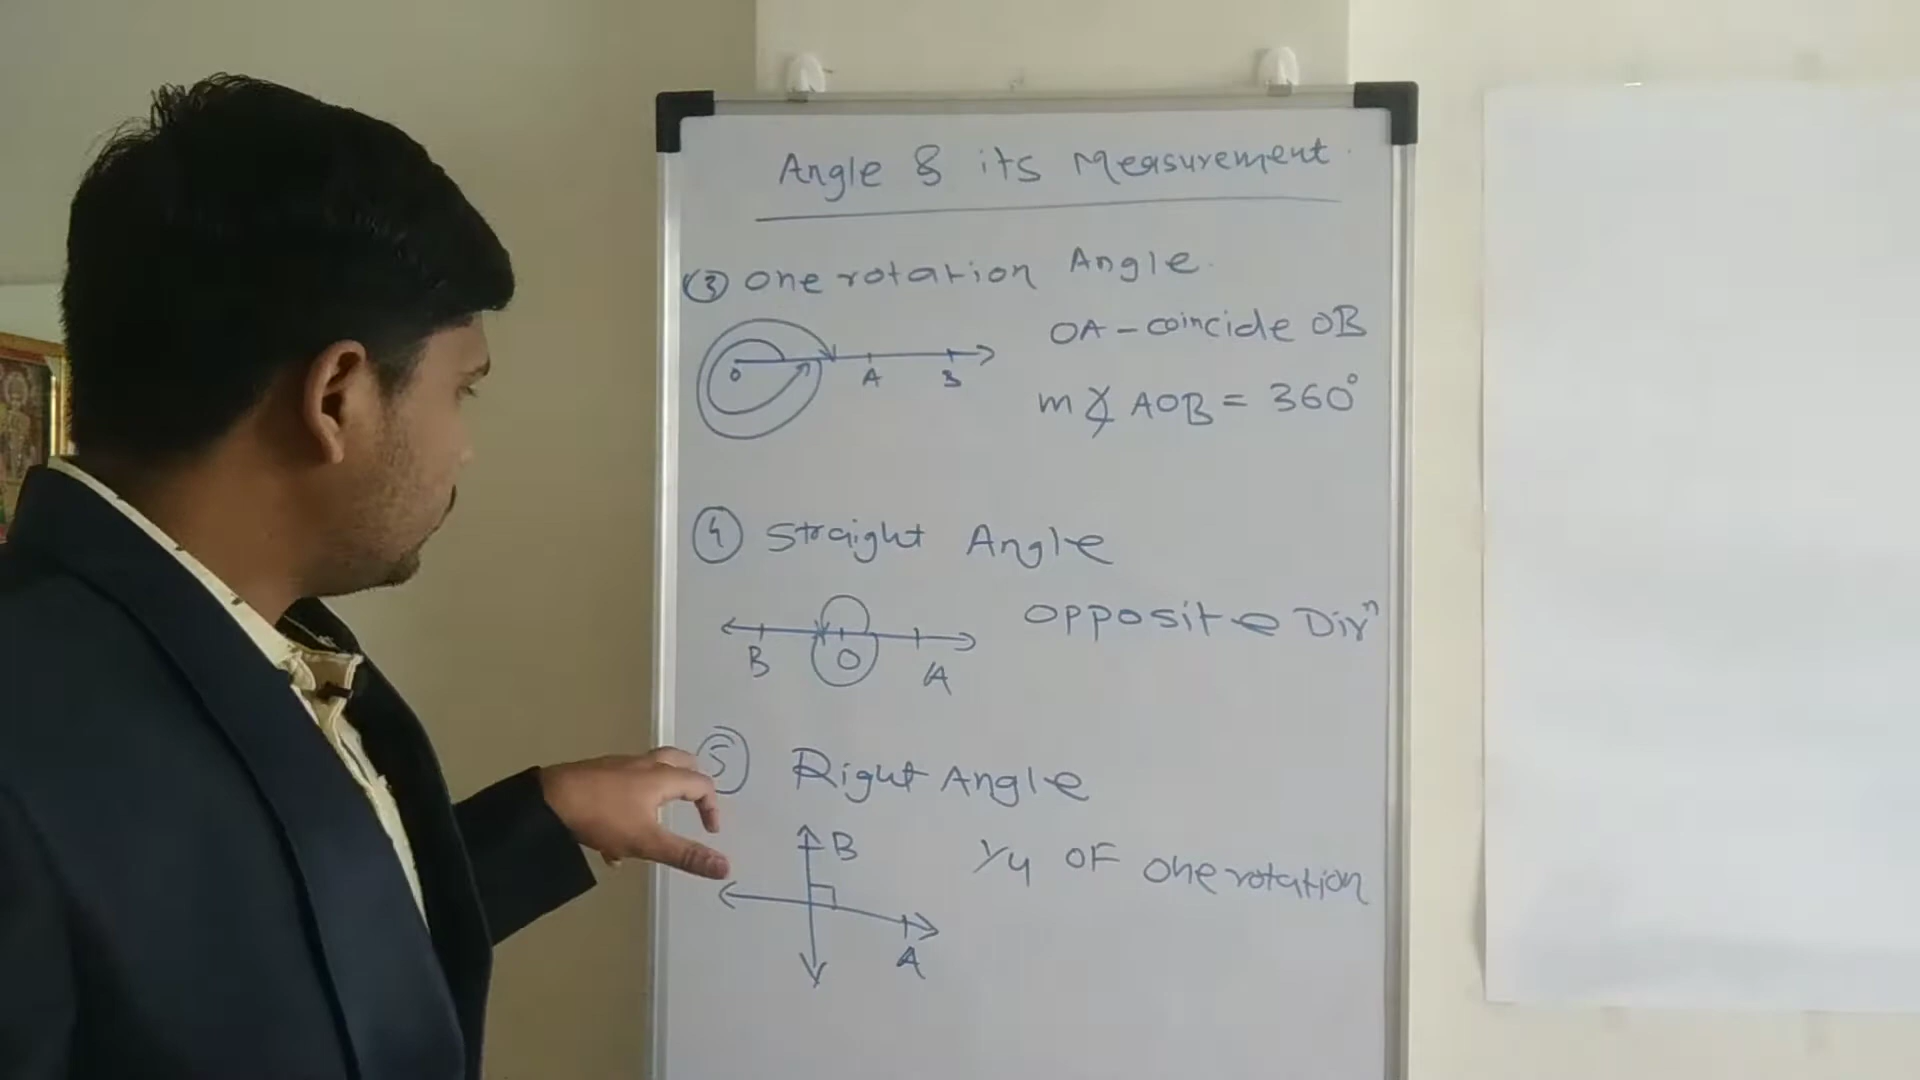 Angle & its Measurement
③ One rotation Angle.
OA - coincide OB
O A B
m∡ AOB = 360°
④ Straight Angle
Opposite Dirⁿ
B O A
⑤ Right Angle
B
1/4 OF one rotation
A